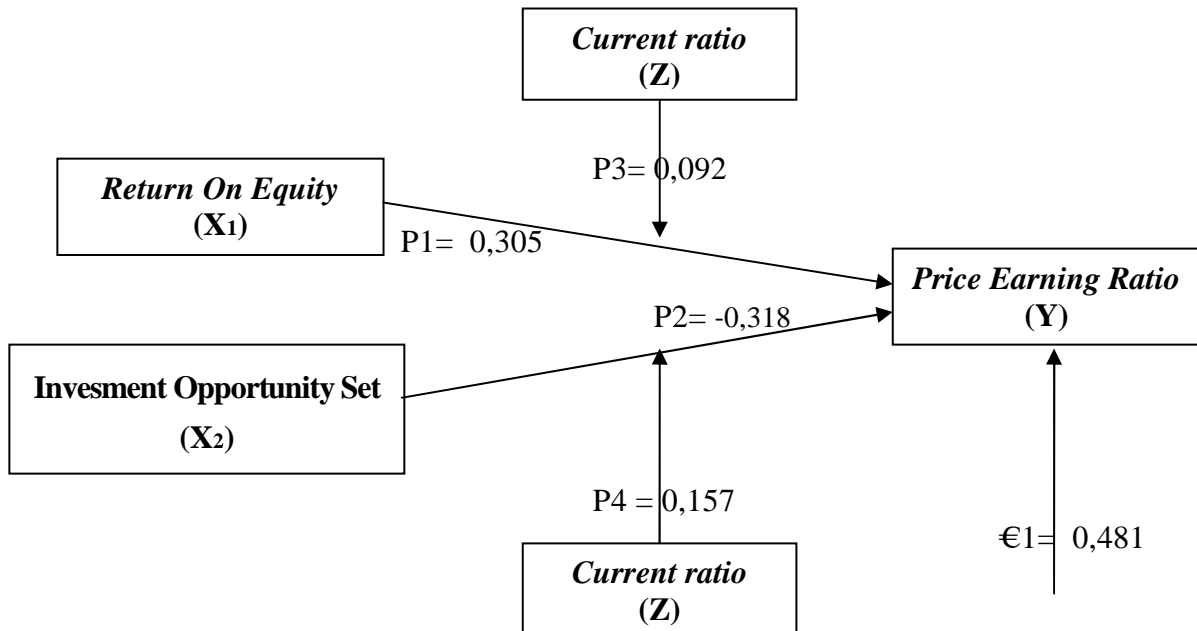 Current ratio
(Z)
P3= 0,092
Return On Equity
(X1)
P1= 0,305
Price Earning Ratio
(Y)
P2= -0,318
Invesment Opportunity Set
(X2)
P4 = 0,157
€1= 0,481
Current ratio
(Z)